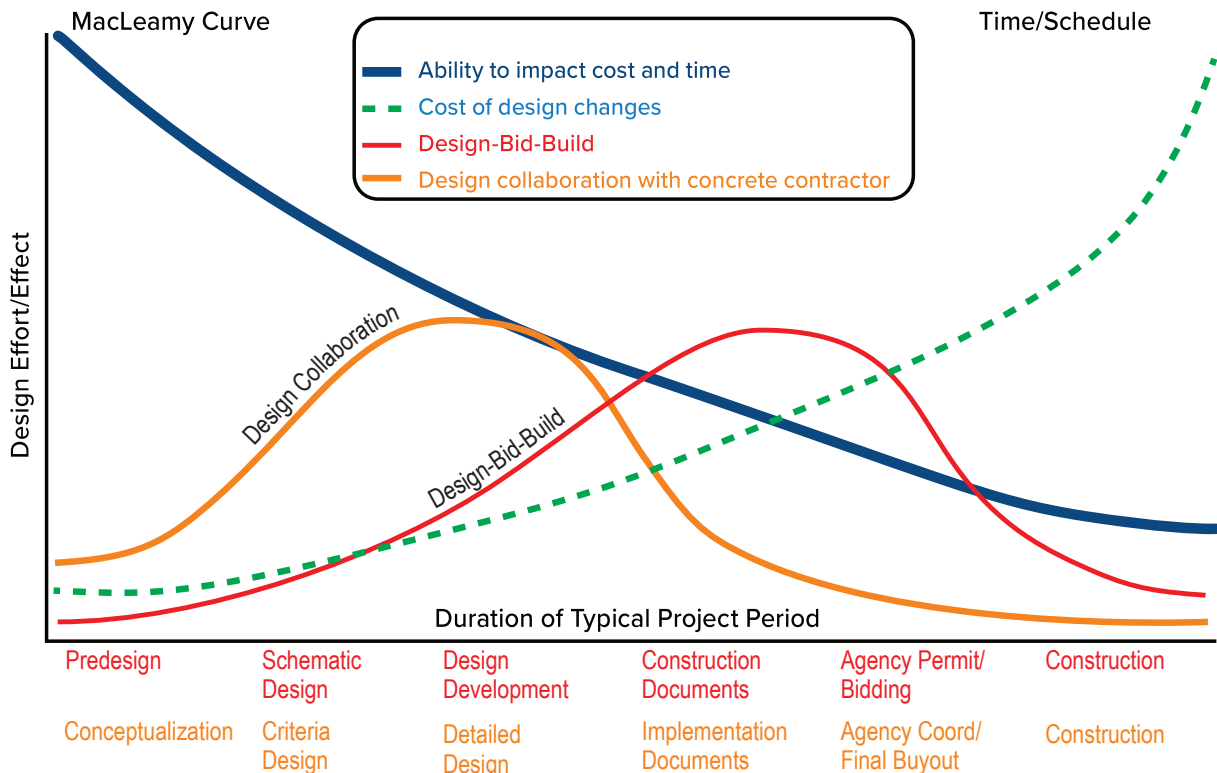 MacLeamy Curve
Time/Schedule
Ability to impact cost and time
Cost of design changes
Design-Bid-Build
Design collaboration with concrete contractor
Design Effort/Effect
Design Collaboration
Design-Bid-Build
Duration of Typical Project Period
Predesign
Schematic
Design
Design
Development
Construction
Documents
Agency Permit/
Bidding
Construction
Conceptualization
Criteria
Design
Detailed
Design
Implementation
Documents
Agency Coord/
Final Buyout
Construction